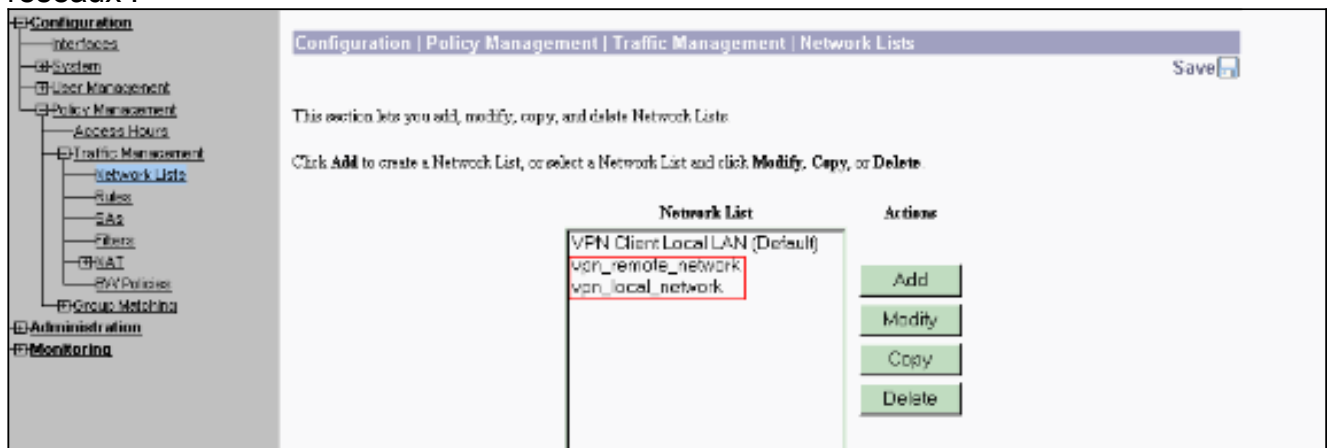 réseaux :
Configuration
Interfaces
System
User Management
Policy Management
Access Hours
Traffic Management
Network Lists
Rules
SAs
Filters
NAT
BW Policies
Group Matching
Administration
Monitoring
Configuration | Policy Management | Traffic Management | Network Lists
Save
This section lets you add, modify, copy, and delete Network Lists.
Click Add to create a Network List, or select a Network List and click Modify, Copy, or Delete.
Network List
Actions
VPN Client Local LAN (Default)
vpn_remote_network
vpn_local_network
Add
Modify
Copy
Delete